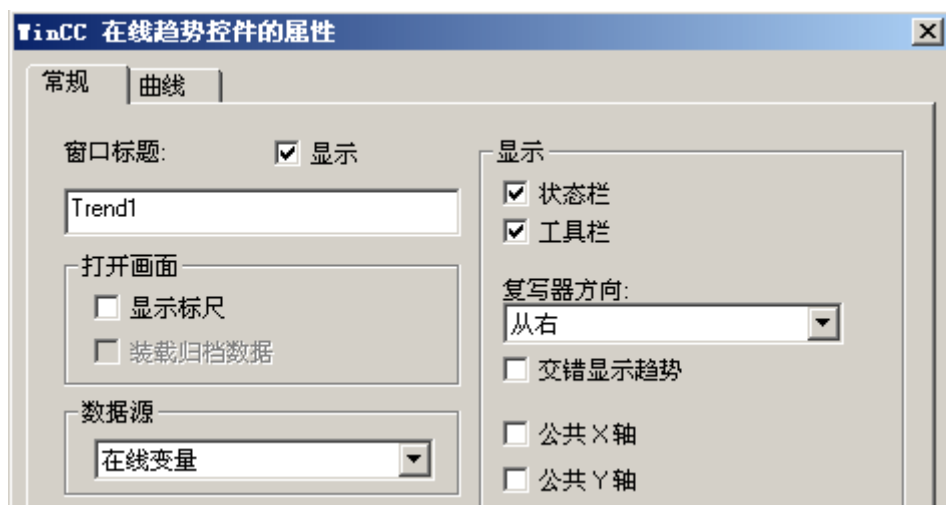 WinCC 在线趋势控件的属性
常规
曲线
窗口标题:
显示
Trend1
打开画面
显示标尺
装载归档数据
数据源
在线变量
显示
状态栏
工具栏
复写器方向:
从右
交错显示趋势
公共X轴
公共Y轴